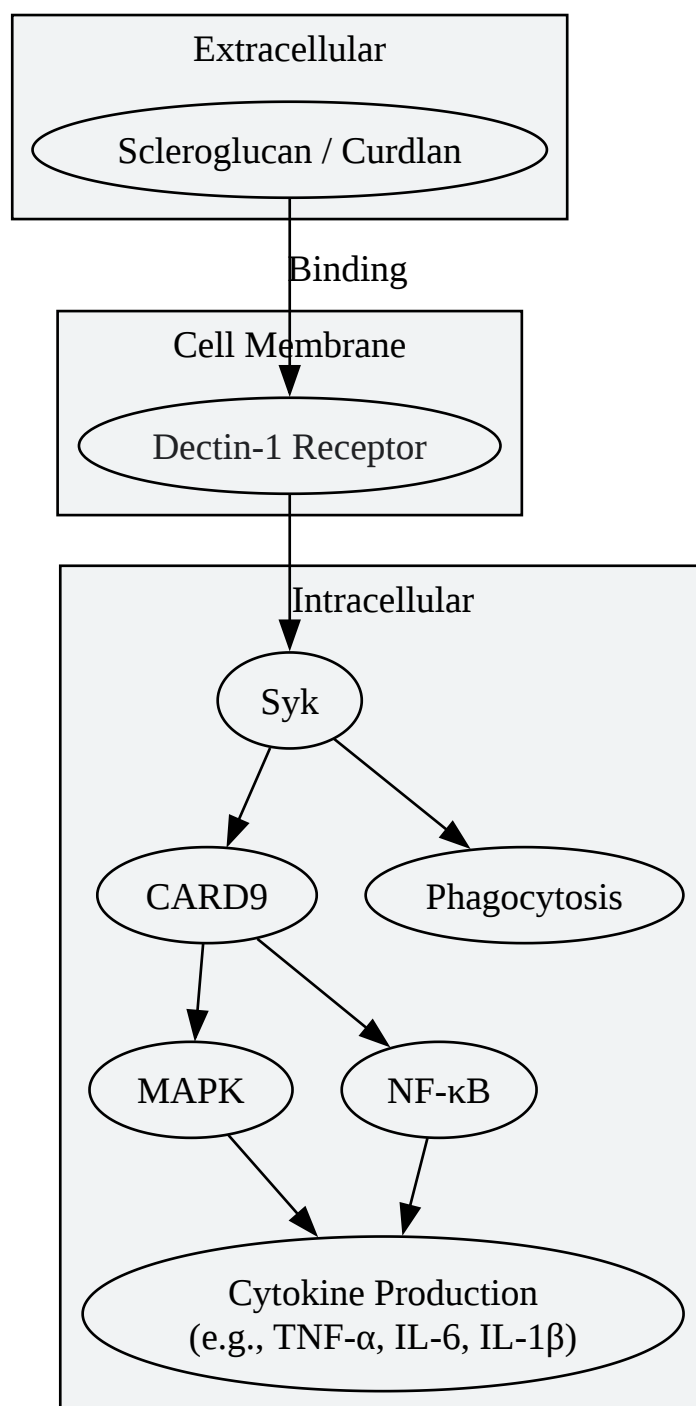 Extracellular
Scleroglucan / Curdlan
Binding
Cell Membrane
Dectin-1 Receptor
Intracellular
Syk
CARD9
Phagocytosis
MAPK
NF-κB
Cytokine Production
(e.g., TNF-α, IL-6, IL-1β)